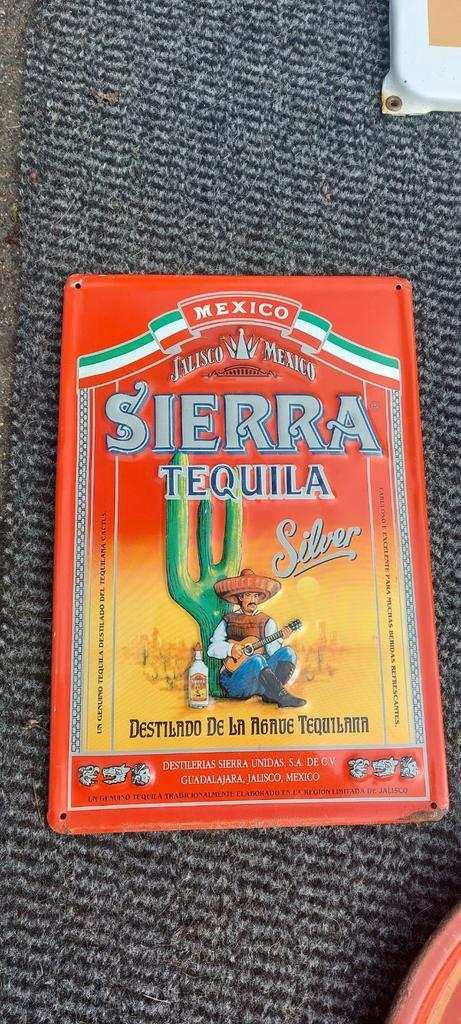 MEXICO
JALISCO MEXICO
SIERRA®
TEQUILA
Silver
UN GENUINO TEQUILA DESTILADO DEL TEQUILANA CACTUS.
FABULOSO E EXCELENTE PARA MUCHAS BEBIDAS REFRESCANTES.
DESTILADO DE LA AGAVE TEQUILANA
DESTILERIAS SIERRA UNIDAS, S.A. DE C.V.
GUADALAJARA, JALISCO, MEXICO
UN GENUINO TEQUILA TRADICIONALMENTE ELABORADO EN LA REGION LIMITADA DE JALISCO